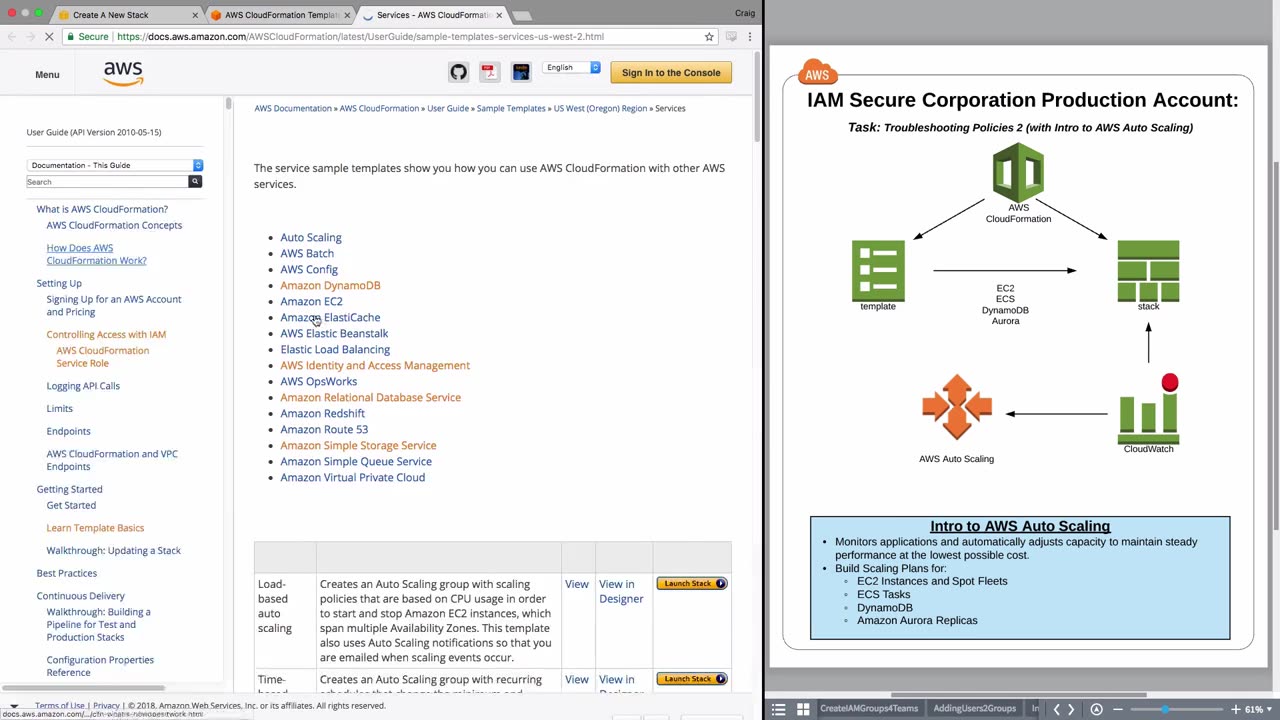 Create A New Stack
AWS CloudFormation Templat
Services - AWS CloudFormatio
Craig
Secure
https://docs.aws.amazon.com/AWSCloudFormation/latest/UserGuide/sample-templates-services-us-west-2.html
Menu
aws
English
Sign In to the Console
User Guide (API Version 2010-05-15)
Documentation - This Guide
Search
What is AWS CloudFormation?
AWS CloudFormation Concepts
How Does AWS
CloudFormation Work?
Setting Up
Signing Up for an AWS Account
and Pricing
Controlling Access with IAM
AWS CloudFormation
Service Role
Logging API Calls
Limits
Endpoints
AWS CloudFormation and VPC
Endpoints
Getting Started
Get Started
Learn Template Basics
Walkthrough: Updating a Stack
Best Practices
Continuous Delivery
Walkthrough: Building a
Pipeline for Test and
Production Stacks
Configuration Properties
Reference
AWS Documentation » AWS CloudFormation » User Guide » Sample Templates » US West (Oregon) Region » Services
The service sample templates show you how you can use AWS CloudFormation with other AWS
services.
• Auto Scaling
• AWS Batch
• AWS Config
• Amazon DynamoDB
• Amazon EC2
• Amazon ElastiCache
• AWS Elastic Beanstalk
• Elastic Load Balancing
• AWS Identity and Access Management
• AWS OpsWorks
• Amazon Relational Database Service
• Amazon Redshift
• Amazon Route 53
• Amazon Simple Storage Service
• Amazon Simple Queue Service
• Amazon Virtual Private Cloud
Load-
based
auto
scaling
Creates an Auto Scaling group with scaling
policies that are based on CPU usage in order
to start and stop Amazon EC2 instances, which
span multiple Availability Zones. This template
also uses Auto Scaling notifications so that you
are emailed when scaling events occur.
View
View in
Designer
Launch Stack
Time-
Creates an Auto Scaling group with recurring
View
View in
Launch Stack
Terms of Use | Privacy | © 2018, Amazon Web Services, Inc. or its affiliates. All rights reserved.
AWS
IAM Secure Corporation Production Account:
Task: Troubleshooting Policies 2 (with Intro to AWS Auto Scaling)
AWS
CloudFormation
template
EC2
ECS
DynamoDB
Aurora
stack
AWS Auto Scaling
CloudWatch
Intro to AWS Auto Scaling
• Monitors applications and automatically adjusts capacity to maintain steady
performance at the lowest possible cost.
• Build Scaling Plans for:
◦ EC2 Instances and Spot Fleets
◦ ECS Tasks
◦ DynamoDB
◦ Amazon Aurora Replicas
CreateIAMGroups4Teams
AddingUsers2Groups
61%